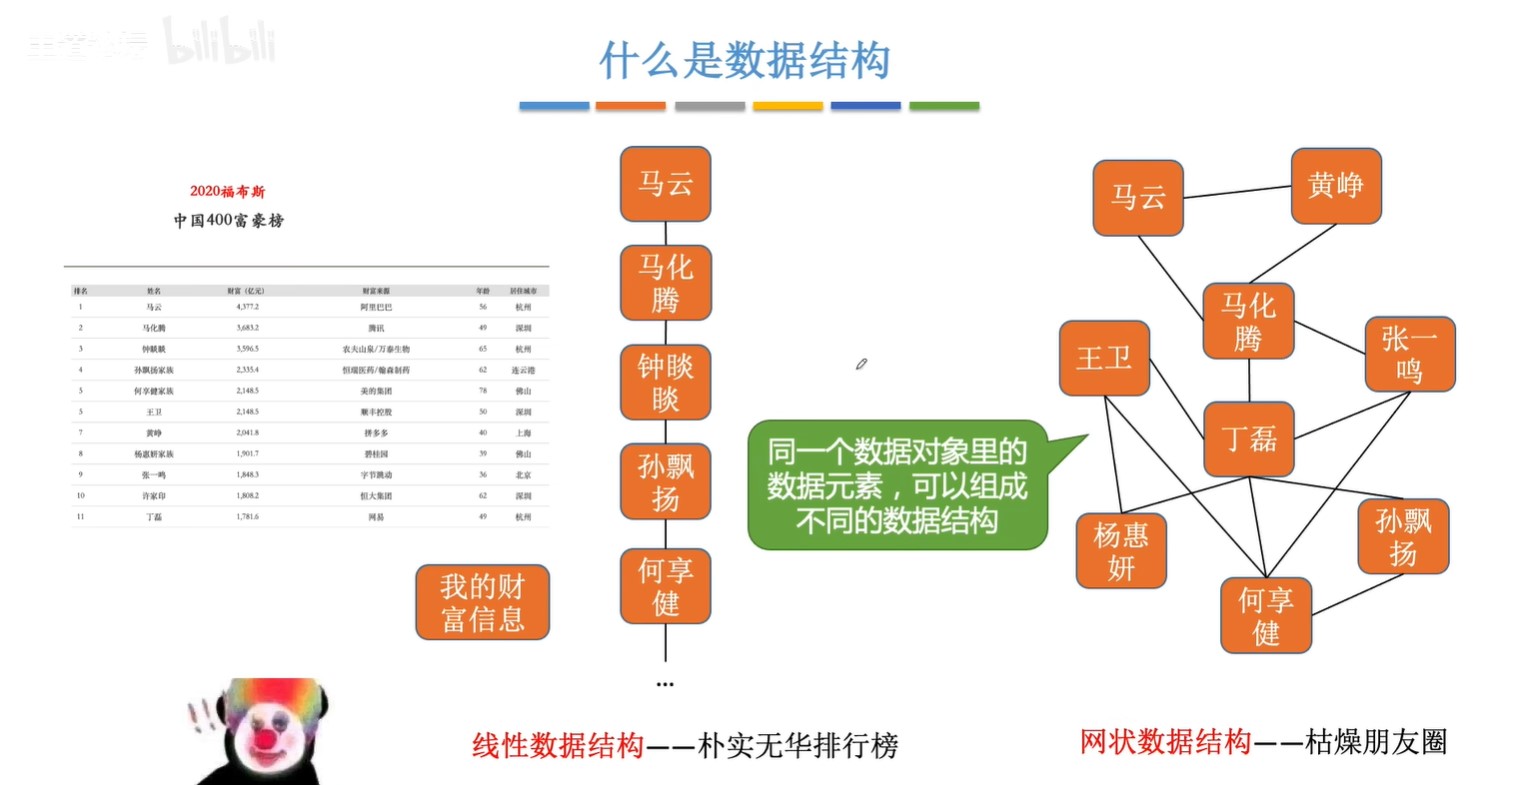 bilibili
什么是数据结构
2020福布斯
中国400富豪榜
排名 姓名 财富（亿元） 财富来源 年龄 居住城市
1 马云 4,377.2 阿里巴巴 56 杭州
2 马化腾 3,683.2 腾讯 49 深圳
3 钟睒睒 3,596.5 农夫山泉/万泰生物 65 杭州
4 孙飘扬家族 2,335.4 恒瑞医药/翰森制药 62 连云港
5 何享健家族 2,148.5 美的集团 78 佛山
5 王卫 2,148.5 顺丰控股 50 深圳
7 黄峥 2,041.8 拼多多 40 上海
8 杨惠妍家族 1,901.7 碧桂园 39 佛山
9 张一鸣 1,848.3 字节跳动 36 北京
10 许家印 1,808.2 恒大集团 62 深圳
11 丁磊 1,781.6 网易 49 杭州
我的财
富信息
!!
马云
马化
腾
钟睒
睒
孙飘
扬
何享
健
...
线性数据结构——朴实无华排行榜
同一个数据对象里的
数据元素，可以组成
不同的数据结构
马云
黄峥
马化
腾
张一
鸣
王卫
丁磊
杨惠
妍
孙飘
扬
何享
健
网状数据结构——枯燥朋友圈